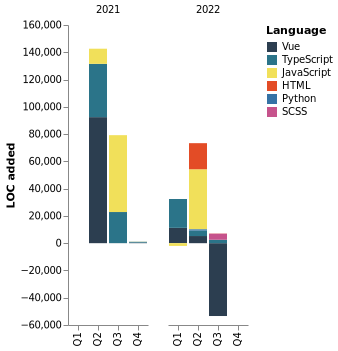 2021
2022
Language
Vue
TypeScript
JavaScript
HTML
Python
SCSS
LOC added
160,000
140,000
120,000
100,000
80,000
60,000
40,000
20,000
0
−20,000
−40,000
−60,000
Q1
Q2
Q3
Q4
Q1
Q2
Q3
Q4